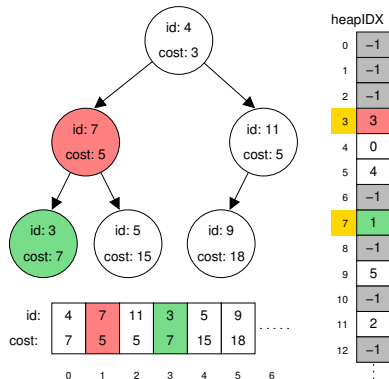 heapIDX
id: 4
cost: 3
id: 7
cost: 5
id: 11
cost: 5
id: 3
cost: 7
id: 5
cost: 15
id: 9
cost: 18
id: 4 7 11 3 5 9 .....
cost: 7 5 5 7 15 18
0 1 2 3 4 5 6
0 −1
1 −1
2 −1
3 3
4 0
5 4
6 −1
7 1
8 −1
9 5
10 −1
11 2
12 −1